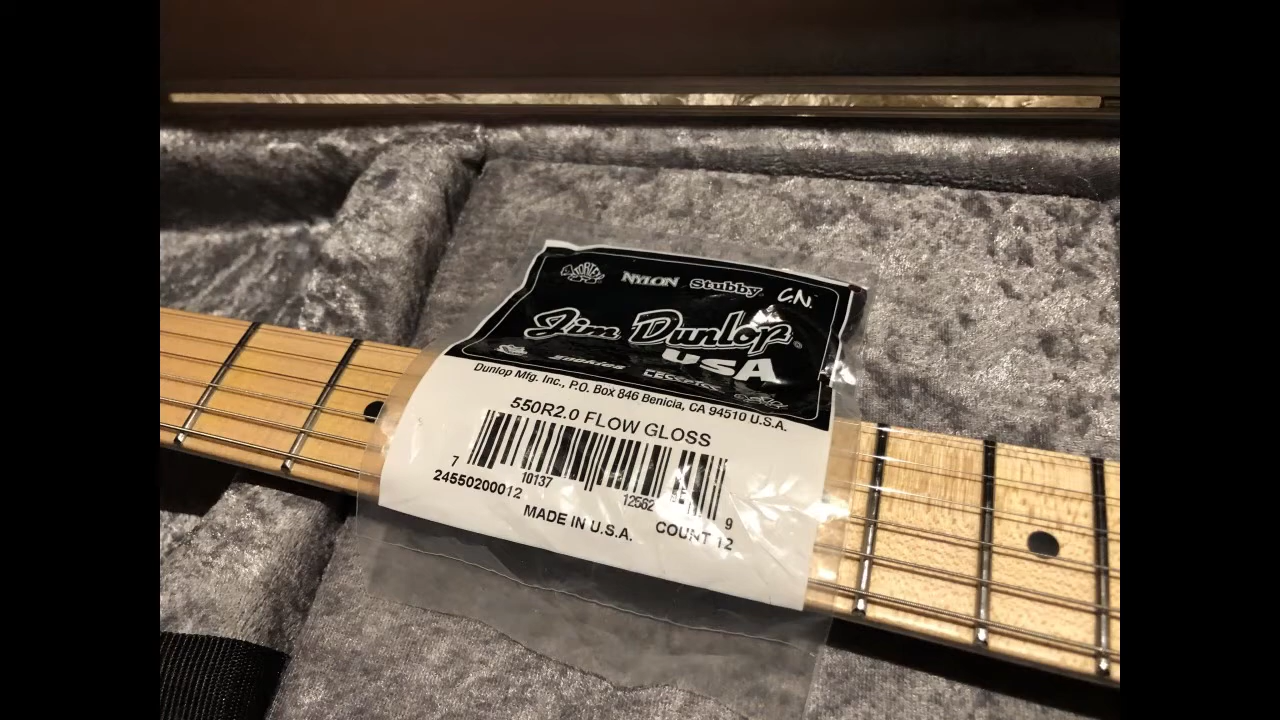 TORTEX
NYLON Stubby C.N.
Jim Dunlop®
USA
Dunlop Mfg. Inc., P.O. Box 846 Benicia, CA 94510 U.S.A.
550R2.0 FLOW GLOSS
7 10137 12562 9
24550200012
MADE IN U.S.A. COUNT 12